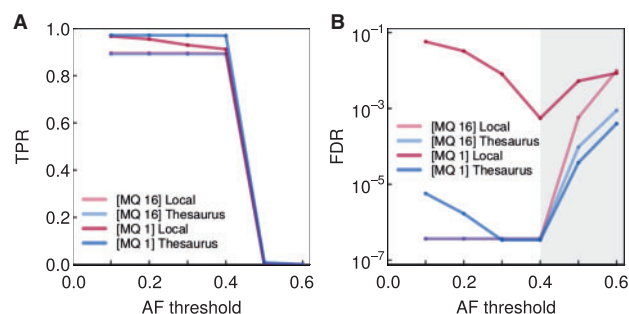 A
1.0
0.8
0.6
0.4
0.2
0.0
TPR
[MQ 16] Local
[MQ 16] Thesaurus
[MQ 1] Local
[MQ 1] Thesaurus
0.0 0.2 0.4 0.6
AF threshold
B
10⁻¹
10⁻³
10⁻⁵
10⁻⁷
FDR
[MQ 16] Local
[MQ 16] Thesaurus
[MQ 1] Local
[MQ 1] Thesaurus
0.0 0.2 0.4 0.6
AF threshold